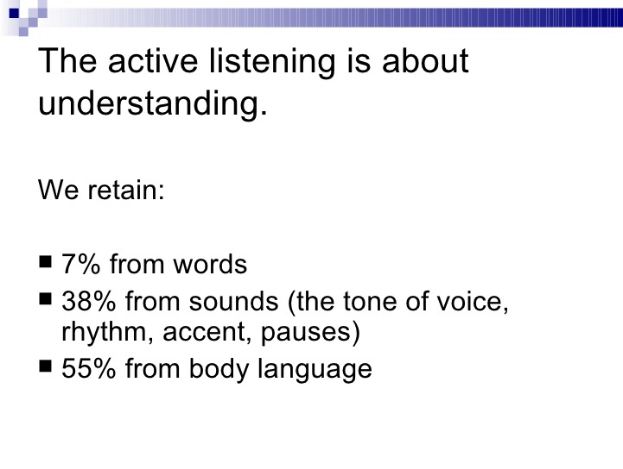 The active listening is about
understanding.
We retain:
7% from words
38% from sounds (the tone of voice,
rhythm, accent, pauses)
55% from body language